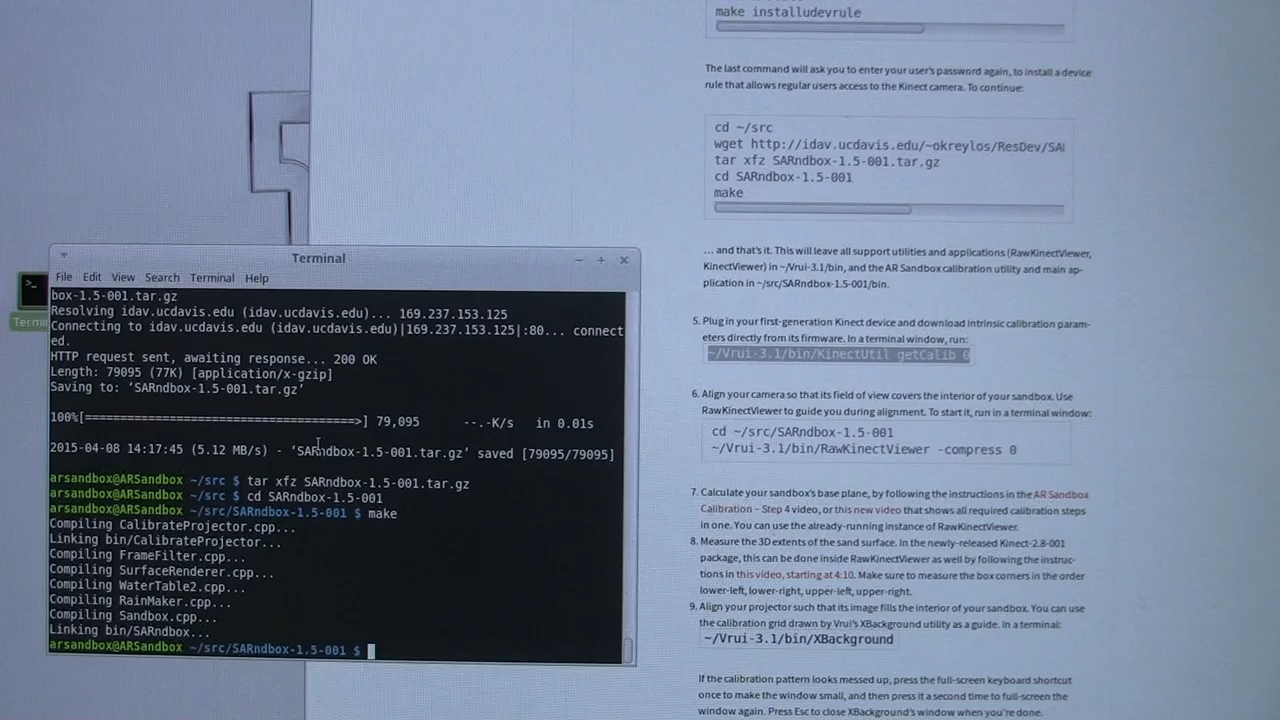 make installudevrule
The last command will ask you to enter your user's password again, to install a device
rule that allows regular users access to the Kinect camera. To continue:
cd ~/src
wget http://idav.ucdavis.edu/~okreylos/ResDev/SAI
tar xfz SARndbox-1.5-001.tar.gz
cd SARndbox-1.5-001
make
... and that's it. This will leave all support utilities and applications (RawKinectViewer,
KinectViewer) in ~/Vrui-3.1/bin, and the AR Sandbox calibration utility and main ap-
plication in ~/src/SARndbox-1.5-001/bin.
5. Plug in your first-generation Kinect device and download intrinsic calibration param-
eters directly from its firmware. In a terminal window, run:
~/Vrui-3.1/bin/KinectUtil getCalib 0
6. Align your camera so that its field of view covers the interior of your sandbox. Use
RawKinectViewer to guide you during alignment. To start it, run in a terminal window:
cd ~/src/SARndbox-1.5-001
~/Vrui-3.1/bin/RawKinectViewer -compress 0
7. Calculate your sandbox's base plane, by following the instructions in the AR Sandbox
Calibration – Step 4 video, or this new video that shows all required calibration steps
in one. You can use the already-running instance of RawKinectViewer.
8. Measure the 3D extents of the sand surface. In the newly-released Kinect-2.8-001
package, this can be done inside RawKinectViewer as well by following the instruc-
tions in this video, starting at 4:10. Make sure to measure the box corners in the order
lower-left, lower-right, upper-left, upper-right.
9. Align your projector such that its image fills the interior of your sandbox. You can use
the calibration grid drawn by Vrui's XBackground utility as a guide. In a terminal:
~/Vrui-3.1/bin/XBackground
If the calibration pattern looks messed up, press the full-screen keyboard shortcut
once to make the window small, and then press it a second time to full-screen the
window again. Press Esc to close XBackground's window when you're done.
Terminal
File Edit View Search Terminal Help
box-1.5-001.tar.gz
Resolving idav.ucdavis.edu (idav.ucdavis.edu)... 169.237.153.125
Connecting to idav.ucdavis.edu (idav.ucdavis.edu)|169.237.153.125|:80... connect
ed.
HTTP request sent, awaiting response... 200 OK
Length: 79095 (77K) [application/x-gzip]
Saving to: ‘SARndbox-1.5-001.tar.gz’
100%[======================================>] 79,095 --.-K/s in 0.01s
2015-04-08 14:17:45 (5.12 MB/s) - ‘SARndbox-1.5-001.tar.gz’ saved [79095/79095]
arsandbox@ARSandbox ~/src $ tar xfz SARndbox-1.5-001.tar.gz
arsandbox@ARSandbox ~/src $ cd SARndbox-1.5-001
arsandbox@ARSandbox ~/src/SARndbox-1.5-001 $ make
Compiling CalibrateProjector.cpp...
Linking bin/CalibrateProjector...
Compiling FrameFilter.cpp...
Compiling SurfaceRenderer.cpp...
Compiling WaterTable2.cpp...
Compiling RainMaker.cpp...
Compiling Sandbox.cpp...
Linking bin/SARndbox...
arsandbox@ARSandbox ~/src/SARndbox-1.5-001 $